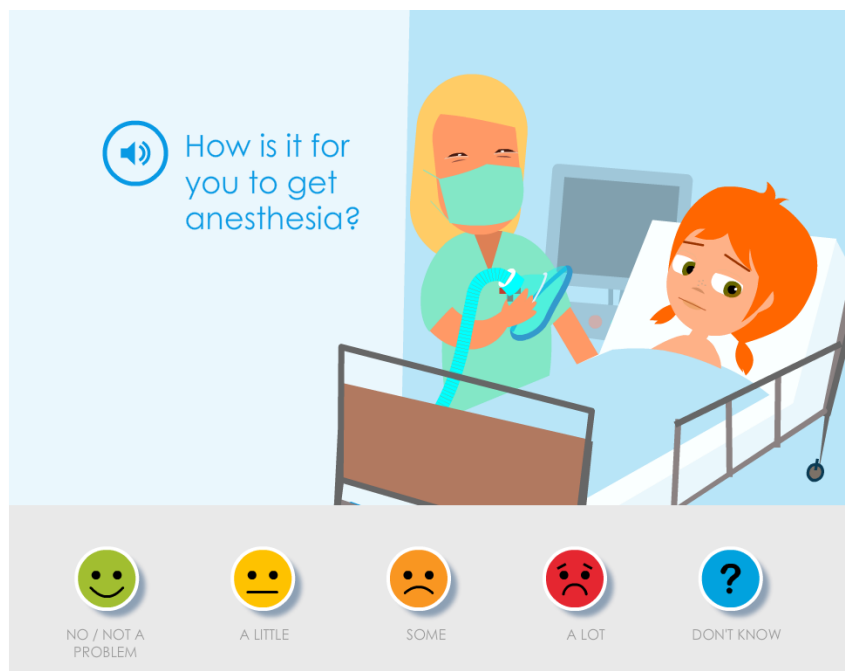 How is it for
you to get
anesthesia?
?
NO / NOT A
PROBLEM
A LITTLE
SOME
A LOT
DON'T KNOW